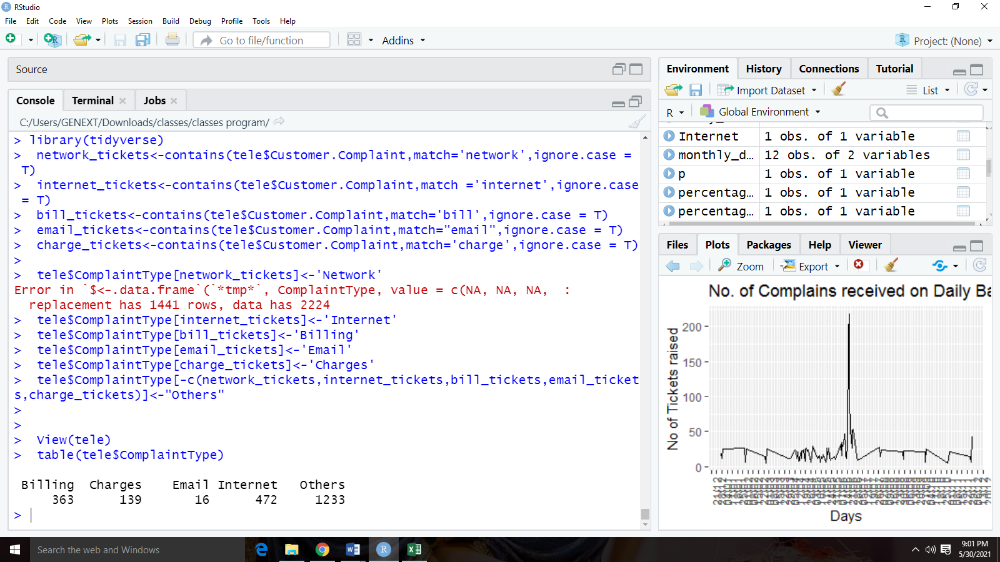 RStudio
File Edit Code View Plots Session Build Debug Profile Tools Help
Go to file/function Addins Project: (None)
Source
Console Terminal Jobs
C:/Users/GENEXT/Downloads/classes/classes program/
> library(tidyverse)
> network_tickets<-contains(tele$Customer.Complaint,match='network',ignore.case =
T)
> internet_tickets<-contains(tele$Customer.Complaint,match ='internet',ignore.case
= T)
> bill_tickets<-contains(tele$Customer.Complaint,match='bill',ignore.case = T)
> email_tickets<-contains(tele$Customer.Complaint,match="email",ignore.case = T)
> charge_tickets<-contains(tele$Customer.Complaint,match='charge',ignore.case = T)
>
> tele$ComplaintType[network_tickets]<-'Network'
Error in `$<-.data.frame`(`*tmp*`, ComplaintType, value = c(NA, NA, NA, :
replacement has 1441 rows, data has 2224
> tele$ComplaintType[internet_tickets]<-'Internet'
> tele$ComplaintType[bill_tickets]<-'Billing'
> tele$ComplaintType[email_tickets]<-'Email'
> tele$ComplaintType[charge_tickets]<-'Charges'
> tele$ComplaintType[-c(network_tickets,internet_tickets,bill_tickets,email_ticket
s,charge_tickets)]<-"Others"
>
>
> View(tele)
> table(tele$ComplaintType)
Billing Charges Email Internet Others
363 139 16 472 1233
>
Environment History Connections Tutorial
Import Dataset List
R Global Environment
Internet 1 obs. of 1 variable
monthly_d... 12 obs. of 2 variables
p 1 obs. of 1 variable
percentag... 1 obs. of 1 variable
percentag... 1 obs. of 1 variable
Files Plots Packages Help Viewer
Zoom Export
No. of Complains received on Daily Ba
No of Tickets raised
200
150
100
50
0
Days
Search the web and Windows
9:01 PM
5/30/2021